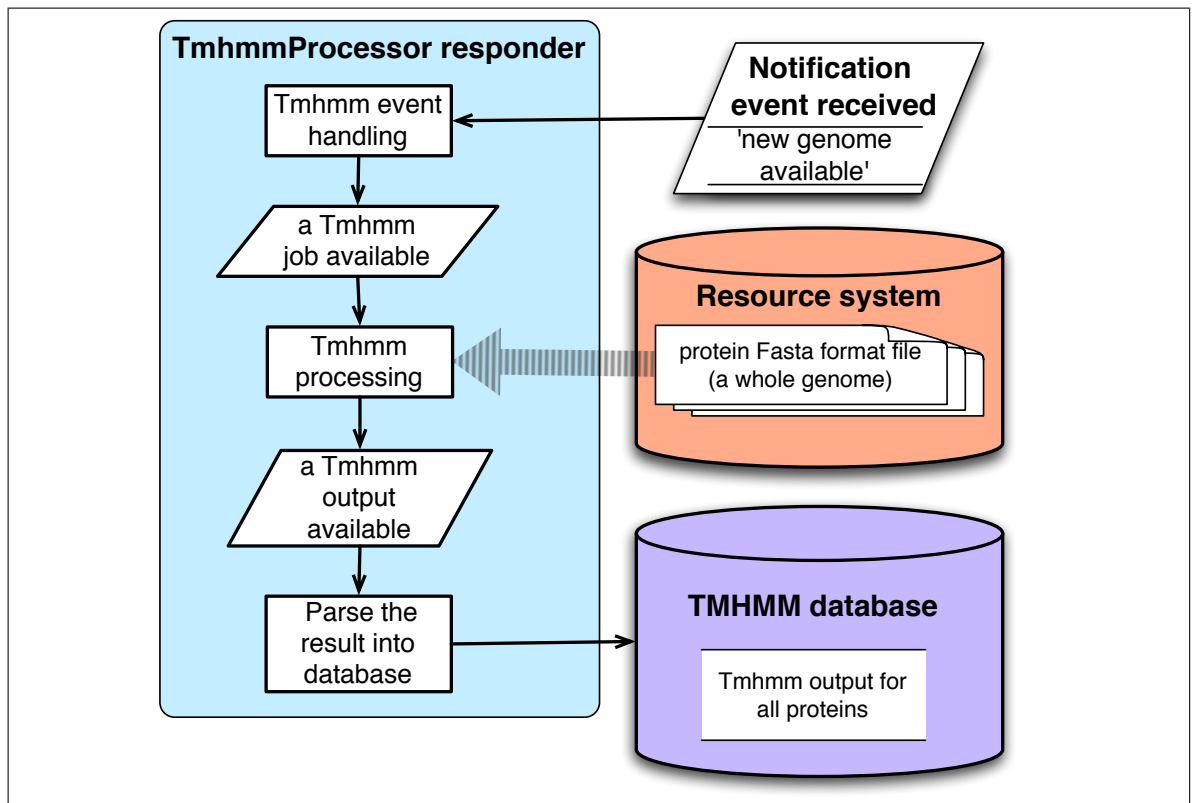 TmhmmProcessor responder
Tmhmm event
handling
a Tmhmm
job available
Tmhmm
processing
a Tmhmm
output
available
Parse the
result into
database
Notification
event received
'new genome
available'
Resource system
protein Fasta format file
(a whole genome)
TMHMM database
Tmhmm output for
all proteins